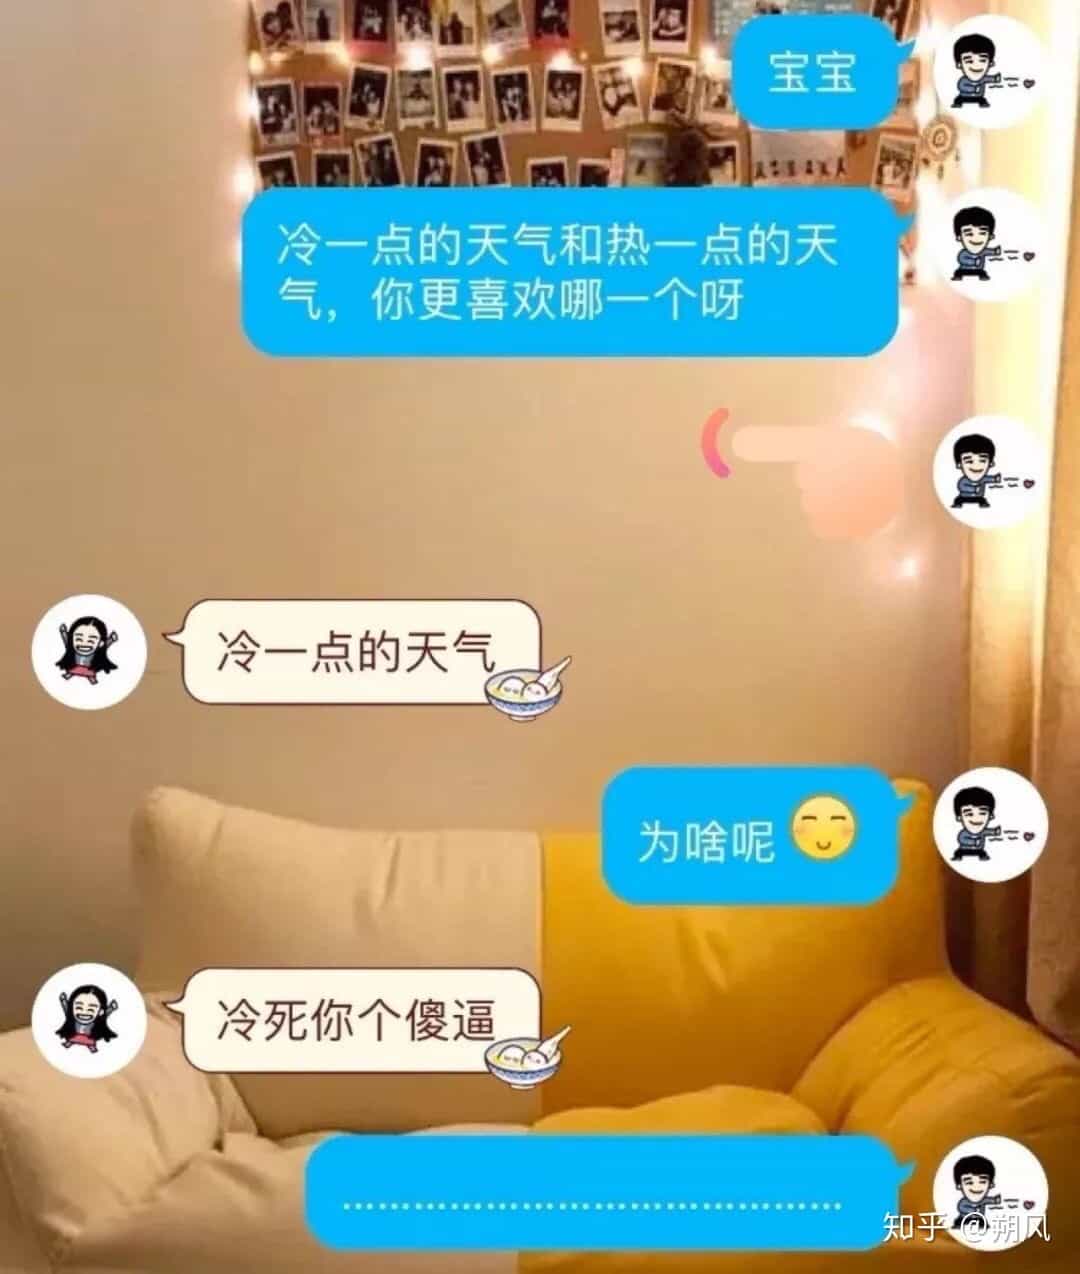 宝宝
冷一点的天气和热一点的天
气，你更喜欢哪一个呀
冷一点的天气
为啥呢
冷死你个傻逼
.......................................
知乎 @朔风